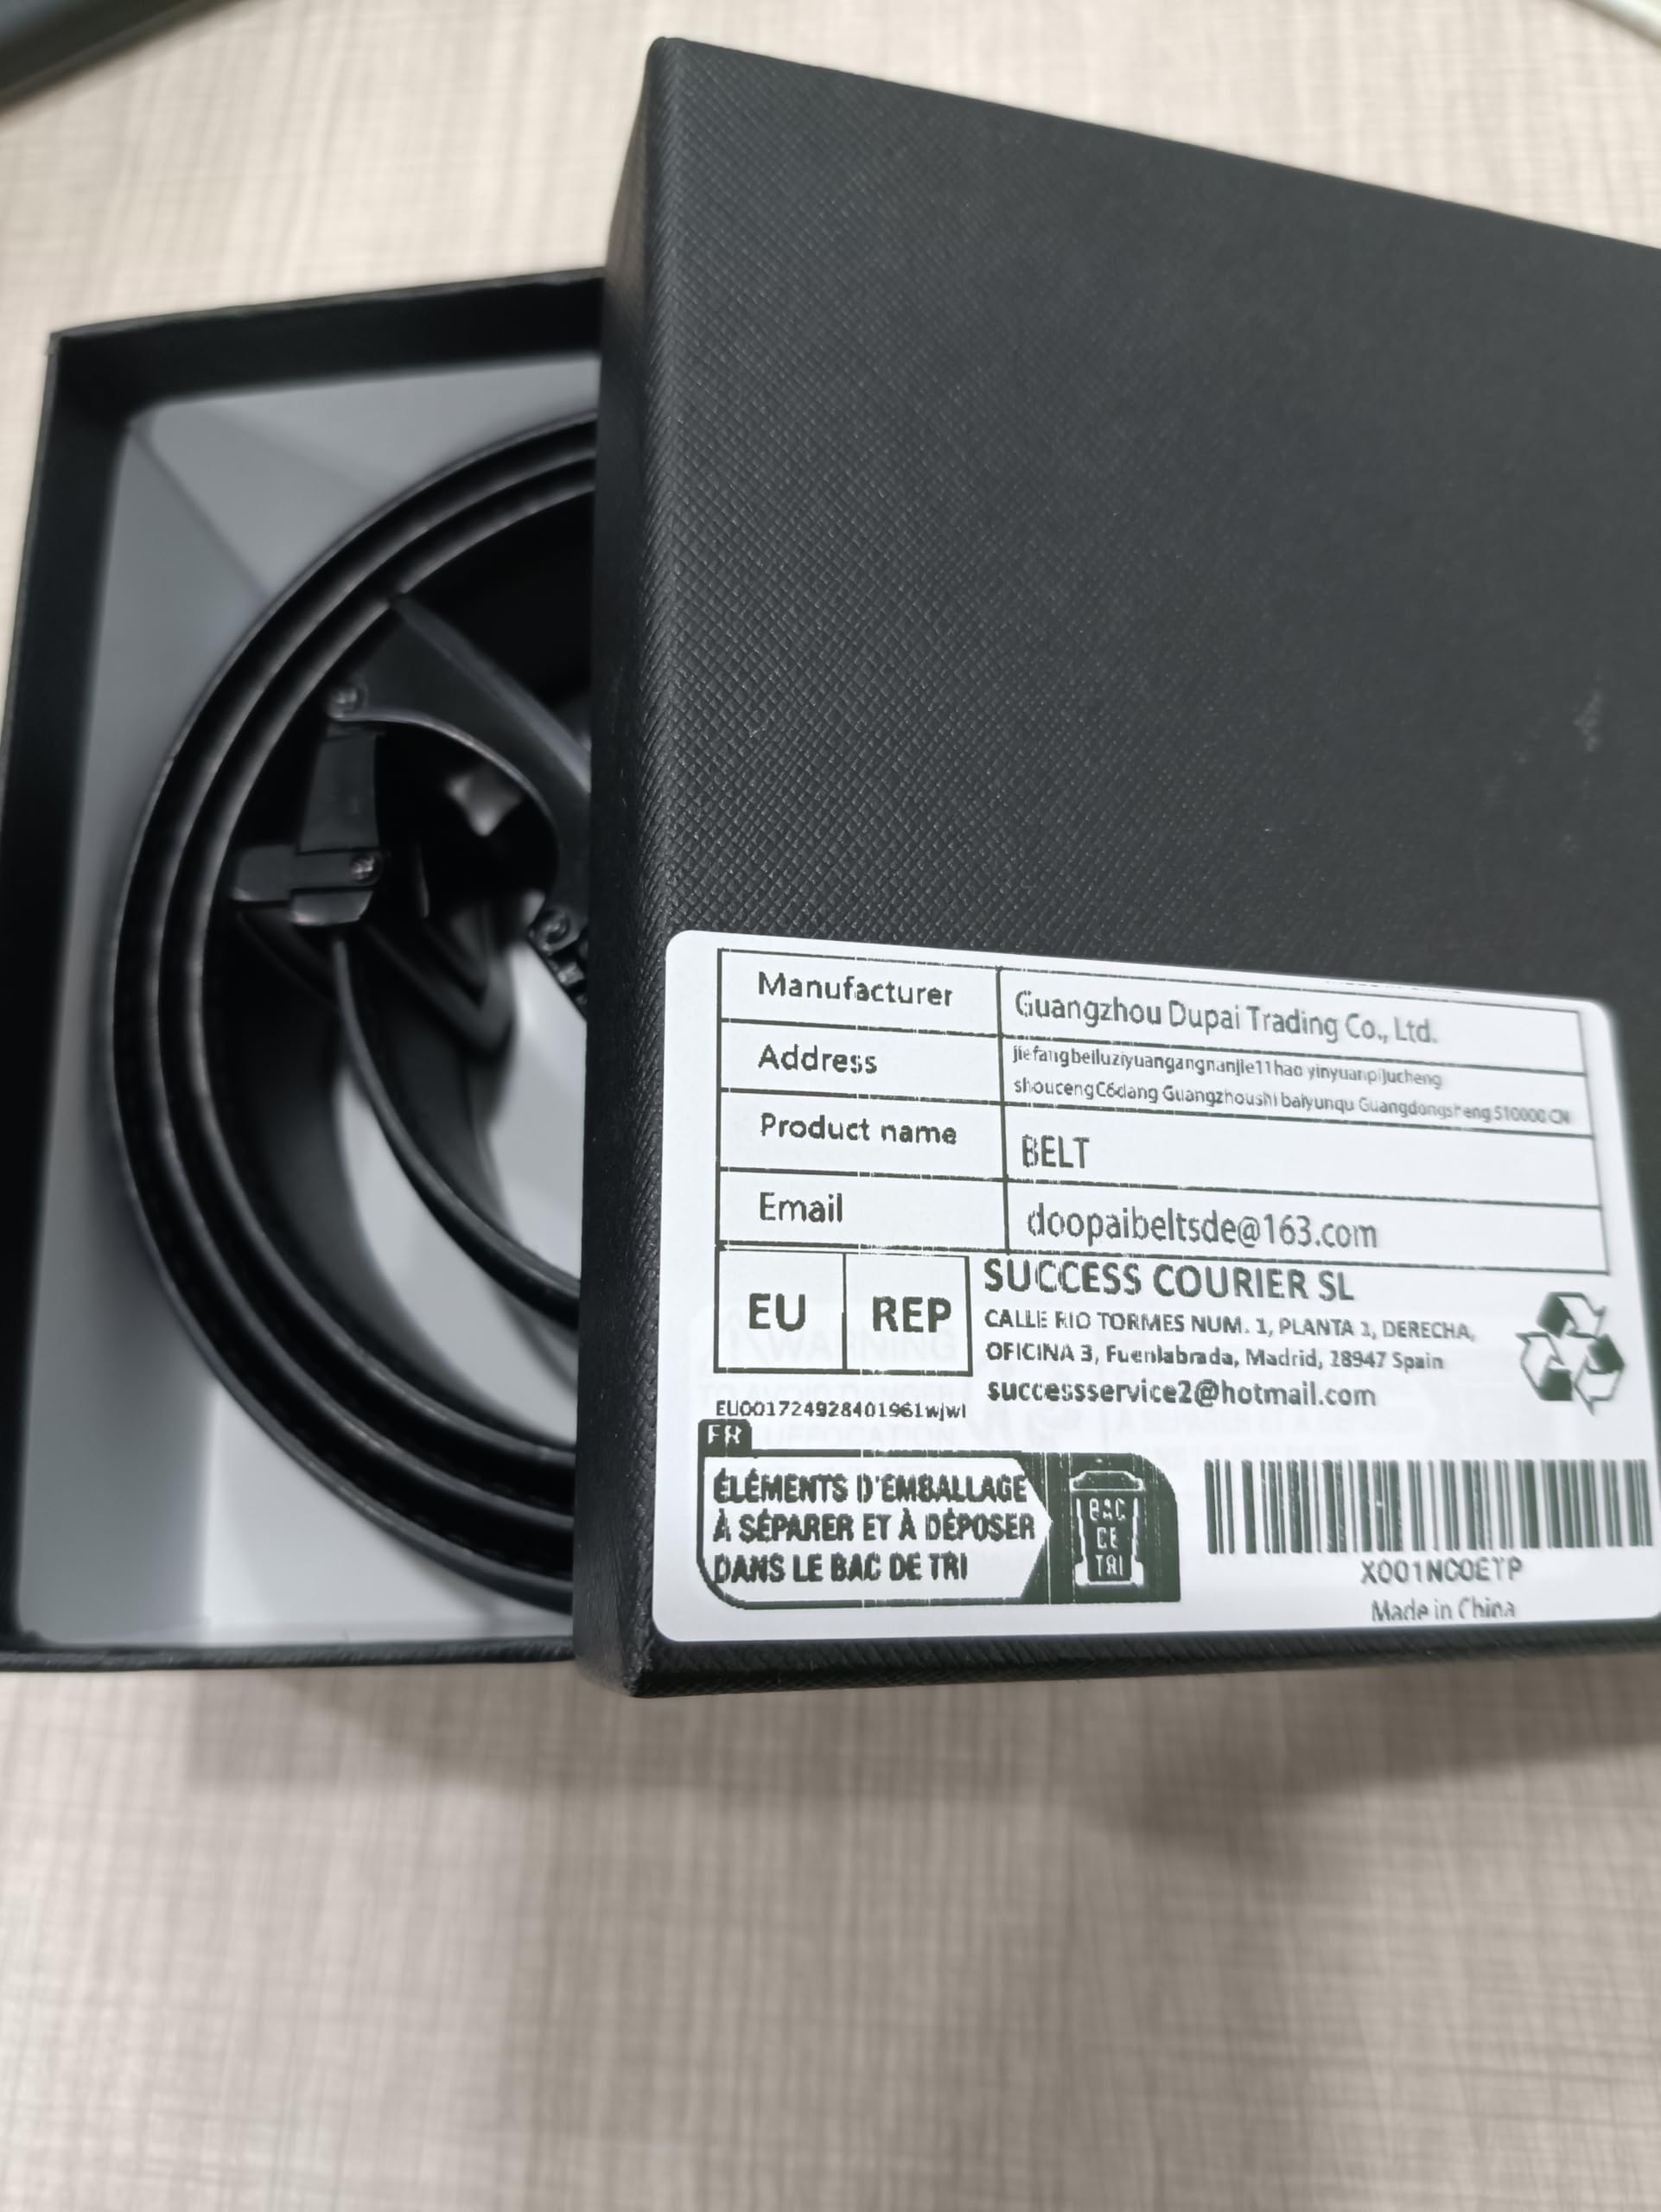 Manufacturer
Guangzhou Dupai Trading Co., Ltd.
Address
jiefangbeiluziyuangangnanjie11hao yinyuanpijucheng
shoucengC6dang Guangzhoushi baiyunqu Guangdongsheng 510000 CN
Product name
BELT
Email
doopaibeltsde@163.com
EU REP
SUCCESS COURIER SL
CALLE RIO TORMES NUM. 1, PLANTA 1, DERECHA,
OFICINA 3, Fuenlabrada, Madrid, 28947 Spain
successservice2@hotmail.com
EU001724928401961wjwl
FR
ÉLÉMENTS D'EMBALLAGE
À SÉPARER ET À DÉPOSER
DANS LE BAC DE TRI
BAC
DE
TRI
X001NC0ETP
Made in China
WARNING